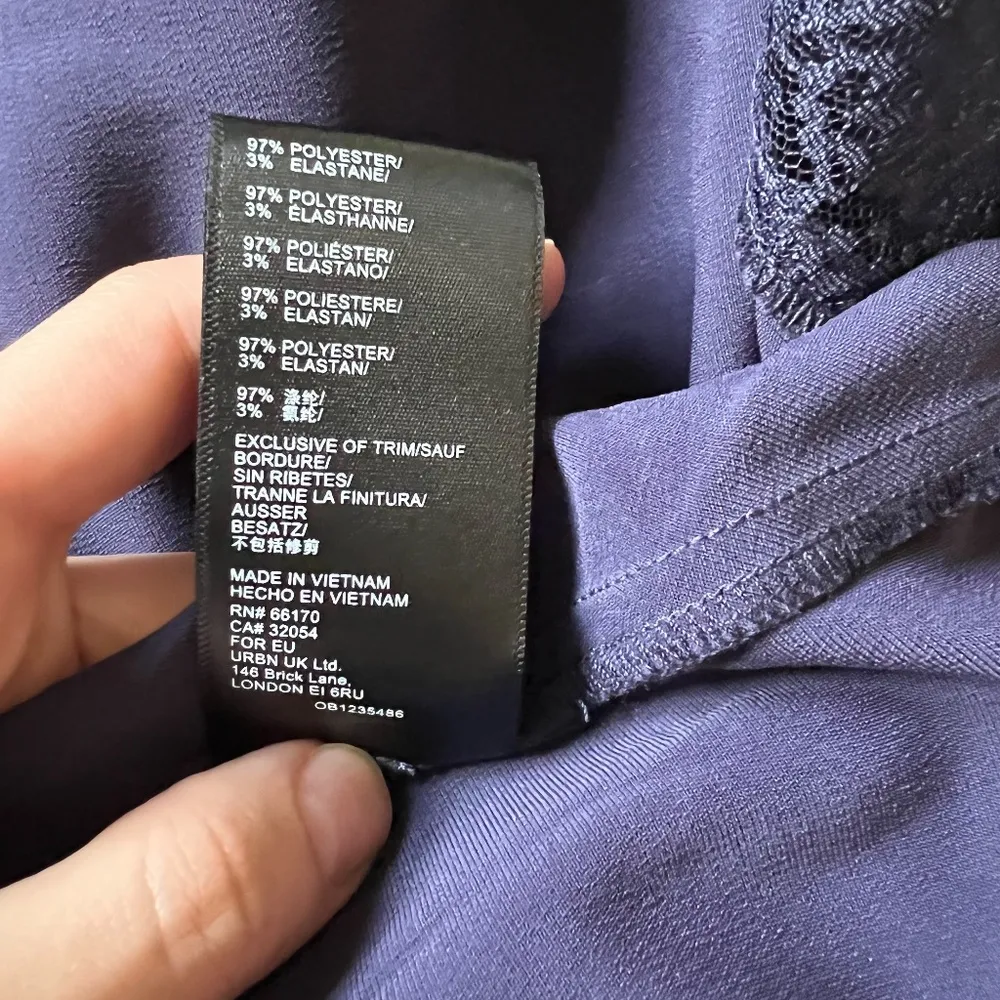 97% POLYESTER/
3% ELASTANE/
97% POLYESTER/
3% ÉLASTHANNE/
97% POLIÉSTER/
3% ELASTANO/
97% POLIESTERE/
3% ELASTAN/
97% POLYESTER/
3% ELASTAN/
97% 涤纶/
3% 氨纶/
EXCLUSIVE OF TRIM/SAUF
BORDURE/
SIN RIBETES/
TRANNE LA FINITURA/
AUSSER
BESATZ/
不包括修剪
MADE IN VIETNAM
HECHO EN VIETNAM
RN# 66170
CA# 32054
FOR EU
URBN UK Ltd.
146 Brick Lane,
LONDON EI 6RU
OB1235486